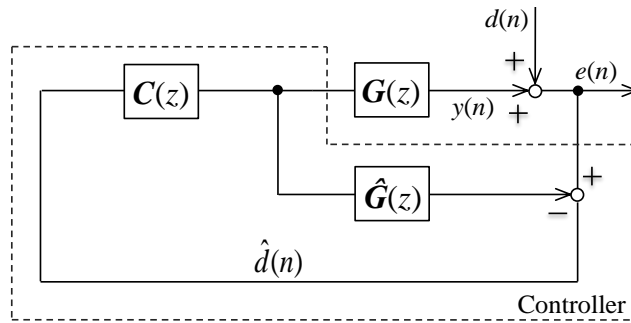 d(n)
+
e(n)
C(z)
G(z)
y(n)
+
Ĝ(z)
+
−
d̂(n)
Controller